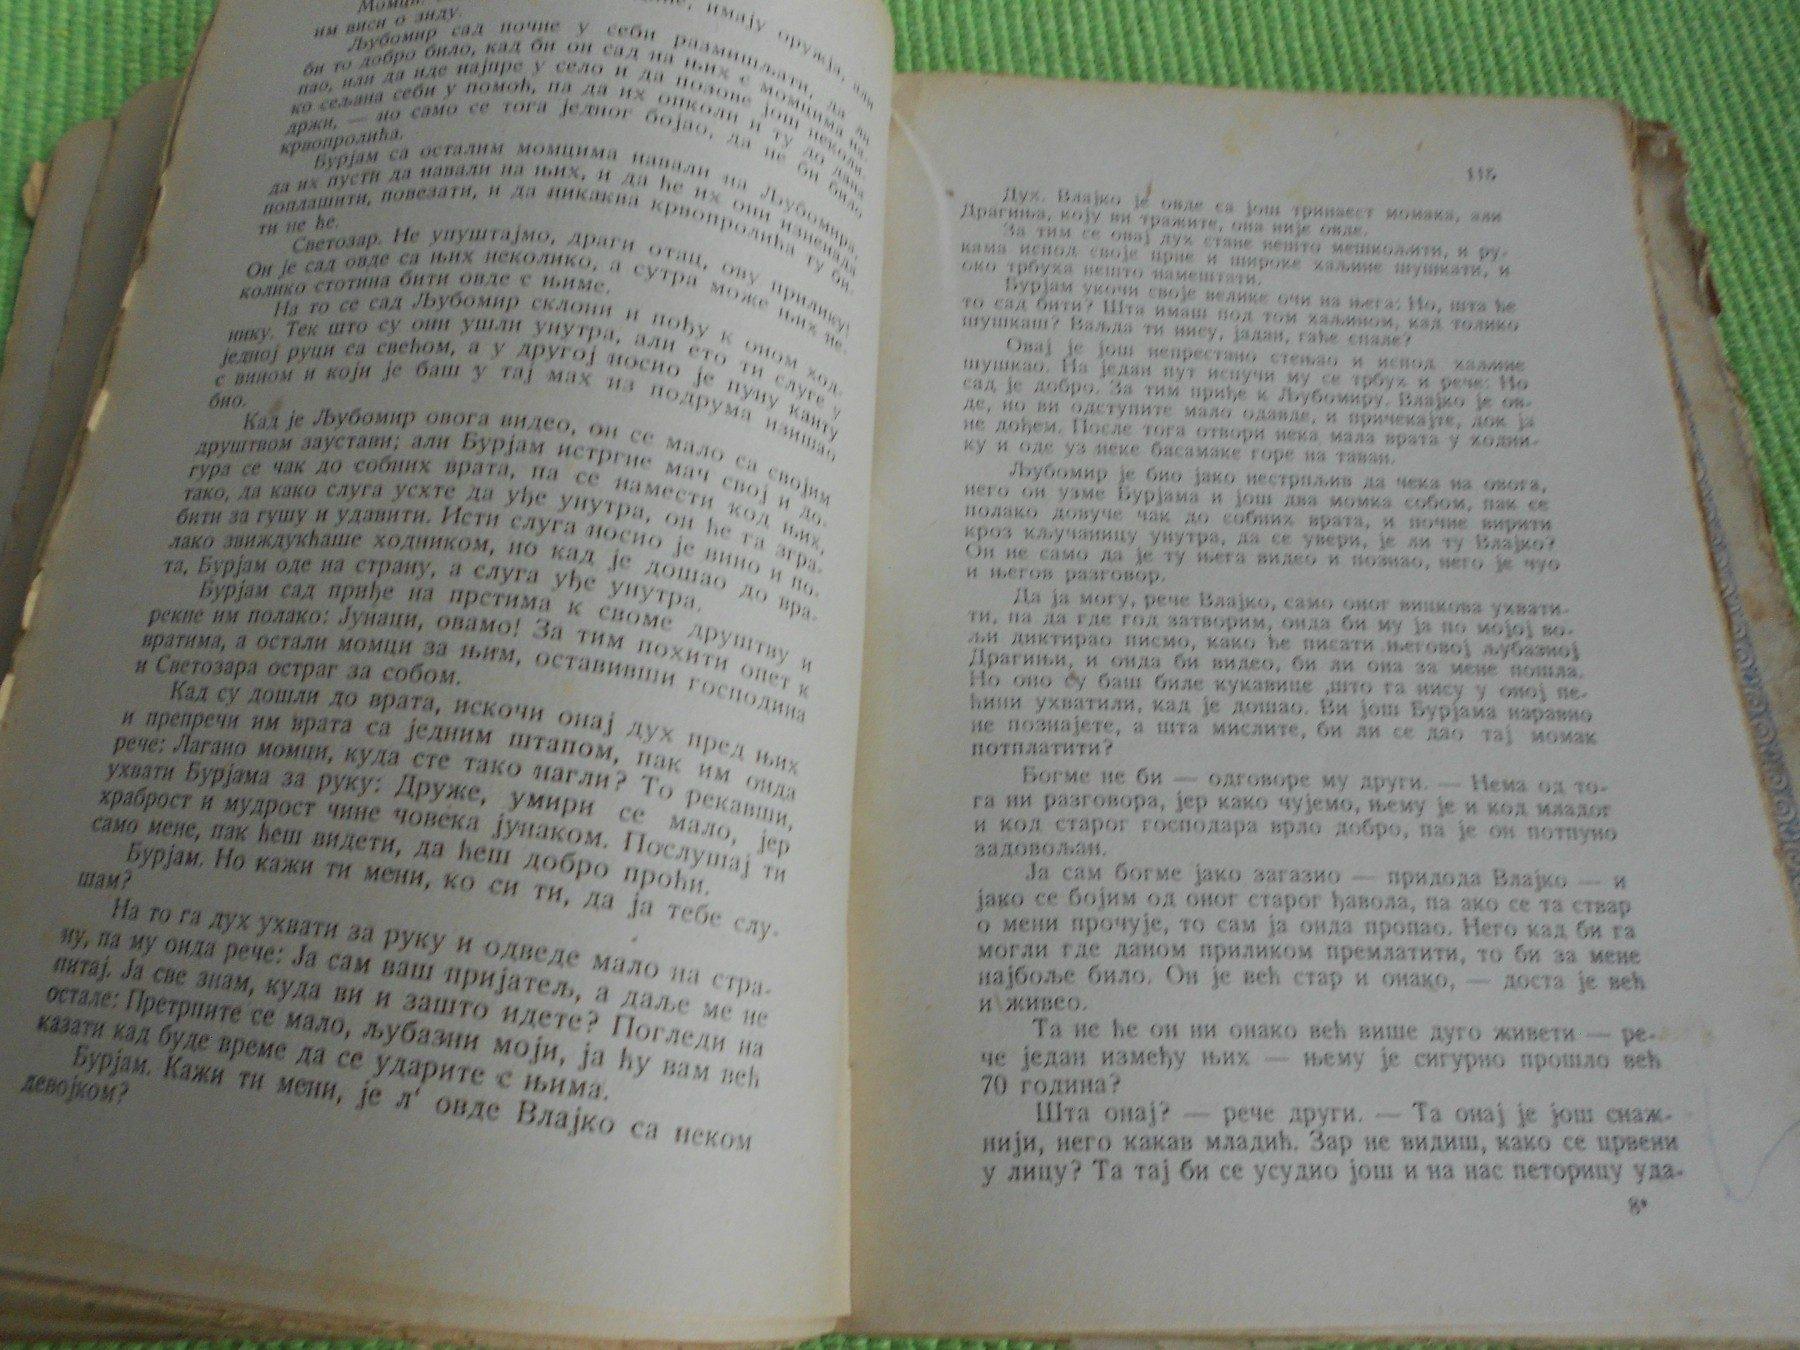 Момци.
имају оружја, али
им виси о зиду.
Љубомир сад почне у себи размишљати, да ли
би то добро било, кад би он сад на њих с момцима на-
пао, или да иде најпре у село и да позове још неколи-
ко сељана себи у помоћ, па да их опколи и ту до дана
држи, — но само се тога једног бојао, да не би било
крвопролића.
Бурјам са осталим момцима навали на Љубомира,
да их пусти да навали на њих, и да ће их они изненада
поплашити, повезати, и да никаква крвопролића ту би-
ти не ће.
Светозар. Не упуштајмо, драги отац, ову прилику!
Он је сад овде са њих неколико, а сутра може њих не-
колико стотина бити овде с њиме.
На то се сад Љубомир склони и пођу к оном ход-
нику. Тек што су они ушли унутра, али ето ти слуге у
једној руци са свећом, а у другој носио је пуну канту
с вином и који је баш у тај мах из подрума изишао
био.
Кад је Љубомир овога видео, он се мало са својим
друштвом заустави; али Бурјам истргне мач свој и до-
гура се чак до собних врата, па се намести код њих,
тако, да како слуга усхте да уђе унутра, он ће га згра-
бити за гушу и удавити. Исти слуга носио је вино и по-
лако звиждукћаше ходником, но кад је дошао до вра-
та, Бурјам оде на страну, а слуга уђе унутра.
Бурјам сад приђе на прстима к своме друштву и
рекне им полако: Јунаци, овамо! За тим похити опет к
вратима, а остали момци за њим, оставивши господина
и Светозара остраг за собом.
Кад су дошли до врата, искочи онај дух пред њих
и препречи им врата са једним штапом, пак им онда
рече: Лагано момци, куда сте тако нагли? То рекавши,
ухвати Бурјама за руку: Друже, умири се мало, јер
храброст и мудрост чине човека јунаком. Послушај ти
само мене, пак ћеш видети, да ћеш добро проћи.
Бурјам. Но кажи ти мени, ко си ти, да ја тебе слу-
шам?
На то га дух ухвати за руку и одведе мало на стра-
ну, па му онда рече: Ја сам ваш пријатељ, а даље ме не
питај. Ја све знам, куда ви и зашто идете? Погледи на
остале: Претрпите се мало, љубазни моји, ја ћу вам већ
казати кад буде време да се ударите с њима.
Бурјам. Кажи ти мени, је л' овде Влајко са неком
девојком?
115
Дух. Влајко је овде са још тринаест момака, али
Драгиња, коју ви тражите, она није овде.
За тим се овај дух стане нешто мешкољити, и ру-
кама испод своје црне и широке хаљине шушкати, и
око трбуха нешто намештати.
Бурјам укочи своје велике очи на њега: Но, шта ће
то сад бити? Шта имаш под том хаљином, кад толико
шушкаш? Ваљда ти нису, јадан, гаће спале?
Овај је још непрестано стењао и испод хаљине
шушкао. На један пут испучи му се трбух и рече: Но
сад је добро. За тим приђе к Љубомиру. Влајко је ов-
де, но ви одступите мало одавде, и причекајте, док ја
не дођем. После тога отвори нека мала врата у ходни-
ку и оде уз неке басамаке горе на таван.
Љубомир је био јако нестрпљив да чека на овога,
него он узме Бурјама и још два момка собом, пак се
полако довуче чак до собних врата, и почне вирити
кроз кључаницу унутра, да се увери, је ли ту Влајко?
Он не само да је ту њега видео и познао, него је чуо
и његов разговор.
Да ја могу, рече Влајко, само оног винкова ухвати-
ти, па да где год затворим, онда би му ја по мојој во-
љи диктирао писмо, како ће писати његовој љубазној
Драгињи, и онда би видео, би ли она за мене пошла.
Но оно су баш биле кукавице ,што га нису у оној пе-
ћини ухватили, кад је дошао. Ви још Бурјама наравно
не познајете, а шта мислите, би ли се дао тај момак
потплатити?
Богме не би — одговоре му други. — Нема од то-
га ни разговора, јер како чујемо, њему је и код младог
и код старог господара врло добро, па је он потпуно
задовољан.
Ја сам богме јако загазио — придода Влајко — и
јако се бојим од оног старог ђавола, па ако се та ствар
о мени прочује, то сам ја онда пропао. Него кад би га
могли где даном приликом премлатити, то би за мене
најбоље било. Он је већ стар и онако, — доста је већ
и живео.
Та не ће он ни онако већ више дуго живети — ре-
че један између њих — њему је сигурно прошло већ
70 година?
Шта онај? — рече други. — Та онај је још снаж-
нији, него какав младић. Зар не видиш, како се црвени
у лицу? Та тај би се усудио још и на нас петорицу уда-
8*